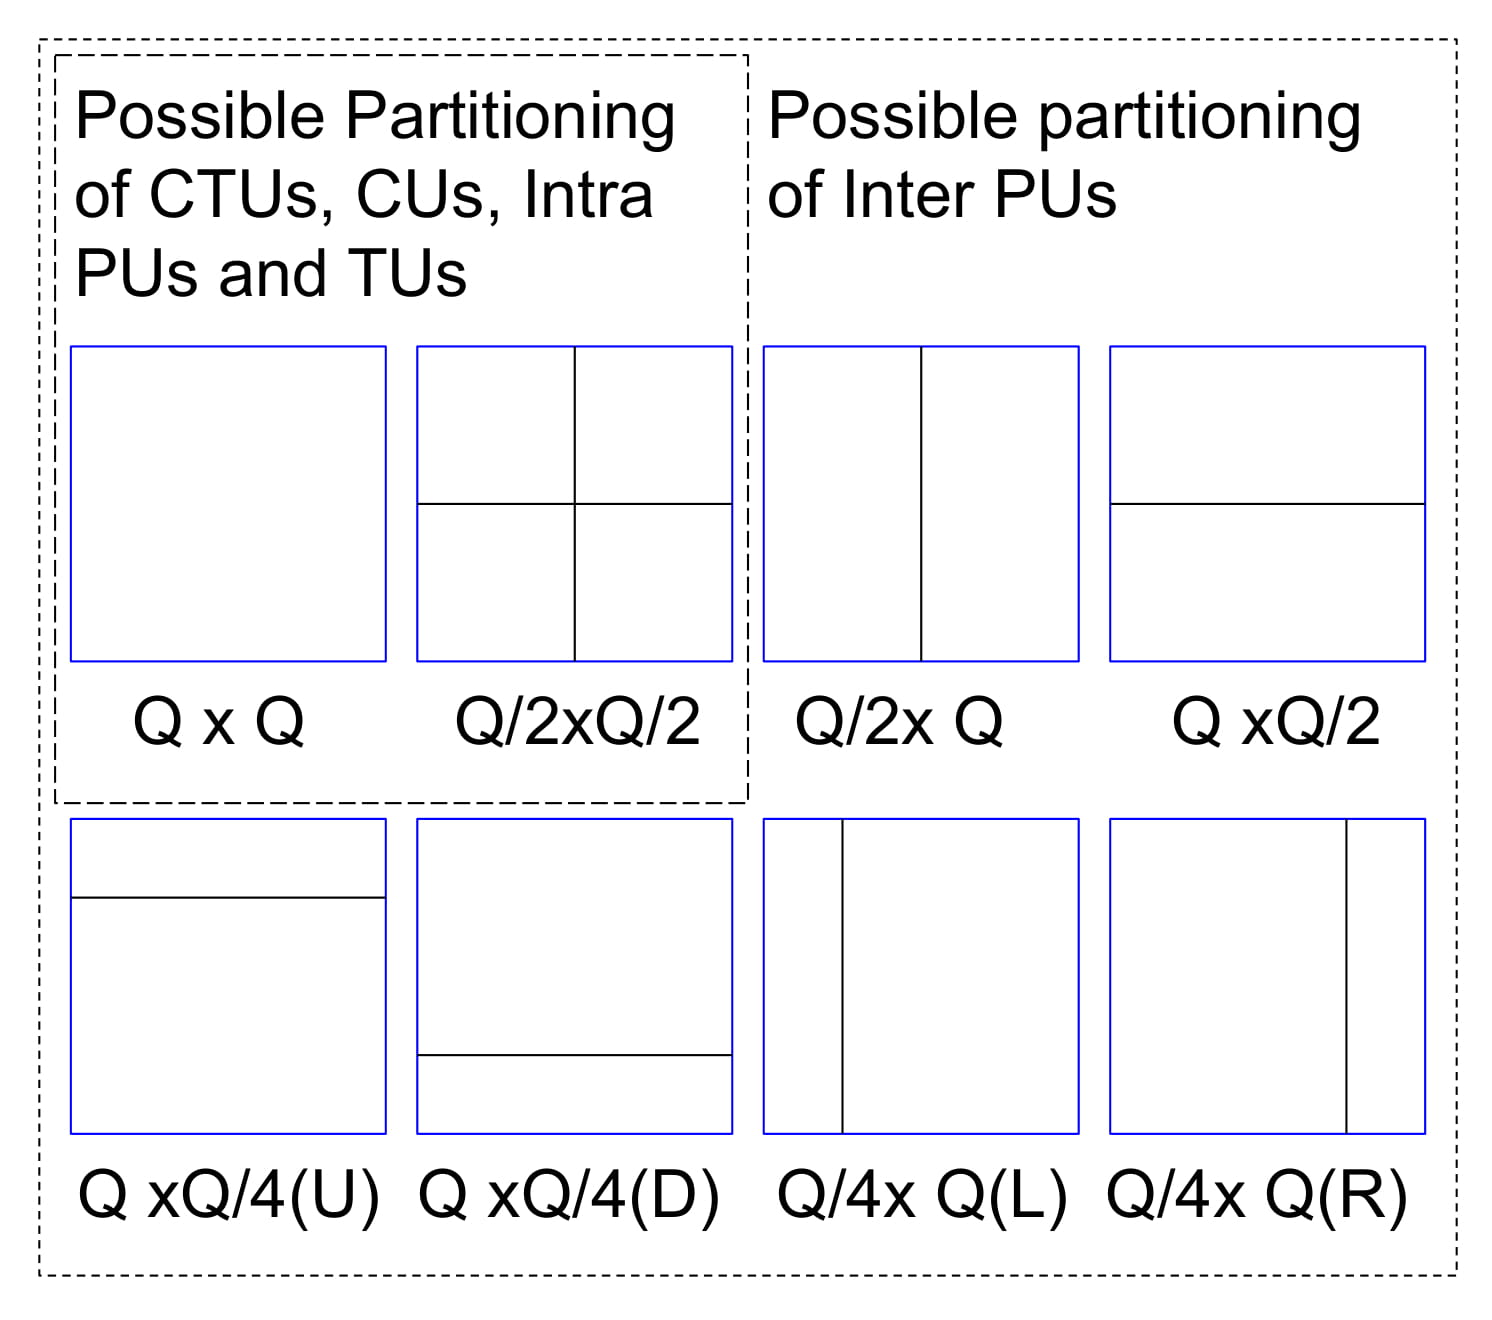 Possible Partitioning
of CTUs, CUs, Intra
PUs and TUs
Possible partitioning
of Inter PUs
Q x Q
Q/2xQ/2
Q/2x Q
Q xQ/2
Q xQ/4(U)
Q xQ/4(D)
Q/4x Q(L)
Q/4x Q(R)